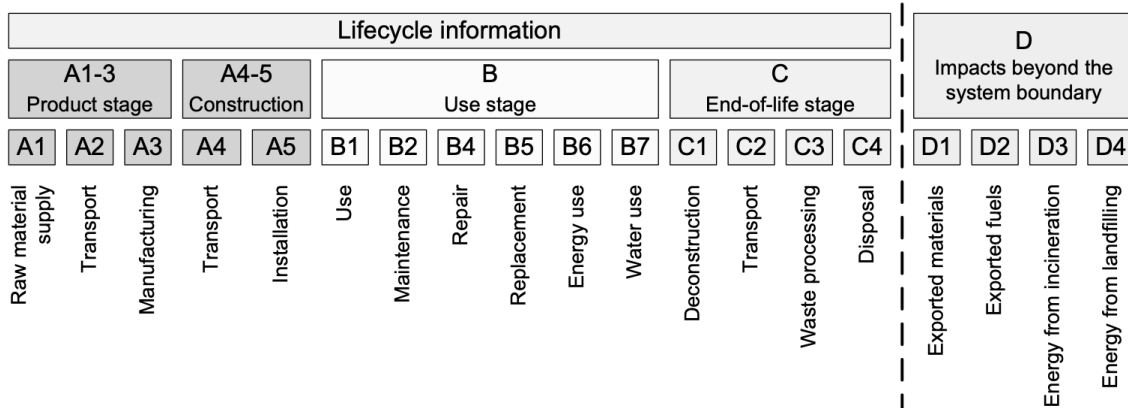 Lifecycle information
D
Impacts beyond the
system boundary
A1-3
Product stage
A4-5
Construction
B
Use stage
C
End-of-life stage
A1
A2
A3
A4
A5
B1
B2
B4
B5
B6
B7
C1
C2
C3
C4
D1
D2
D3
D4
Raw material
supply
Transport
Manufacturing
Transport
Installation
Use
Maintenance
Repair
Replacement
Energy use
Water use
Deconstruction
Transport
Waste processing
Disposal
Exported materials
Exported fuels
Energy from incineration
Energy from landfilling